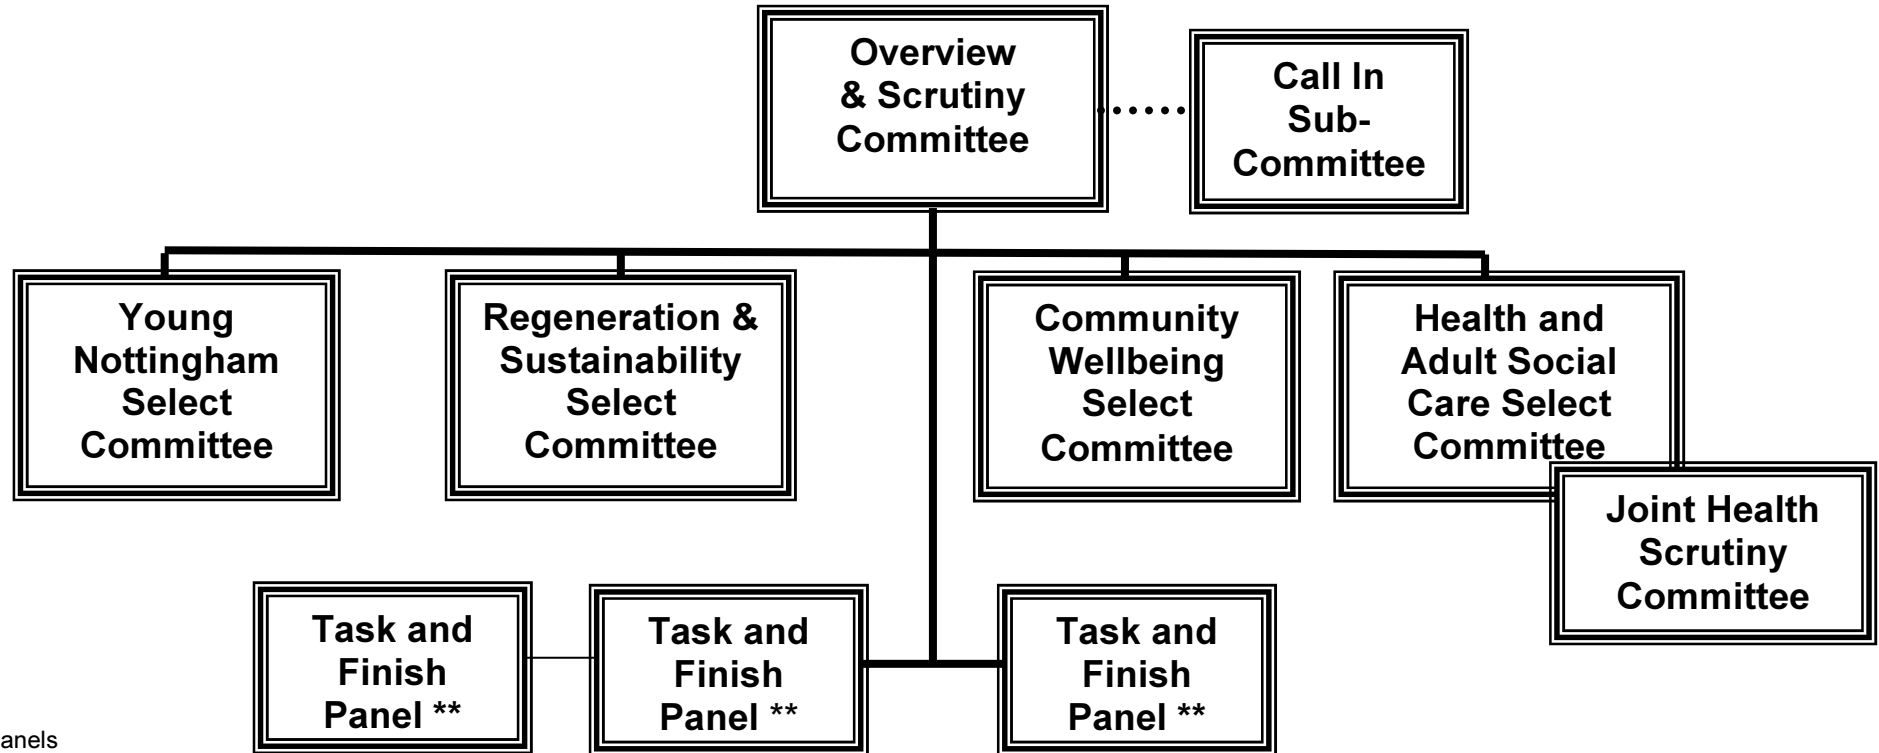 Overview
& Scrutiny
Committee
Call In
Sub-
Committee
Young
Nottingham
Select
Committee
Regeneration &
Sustainability
Select
Committee
Community
Wellbeing
Select
Committee
Health and
Adult Social
Care Select
Committee
Joint Health
Scrutiny
Committee
Task and
Finish
Panel **
Task and
Finish
Panel **
Task and
Finish
Panel **
anels